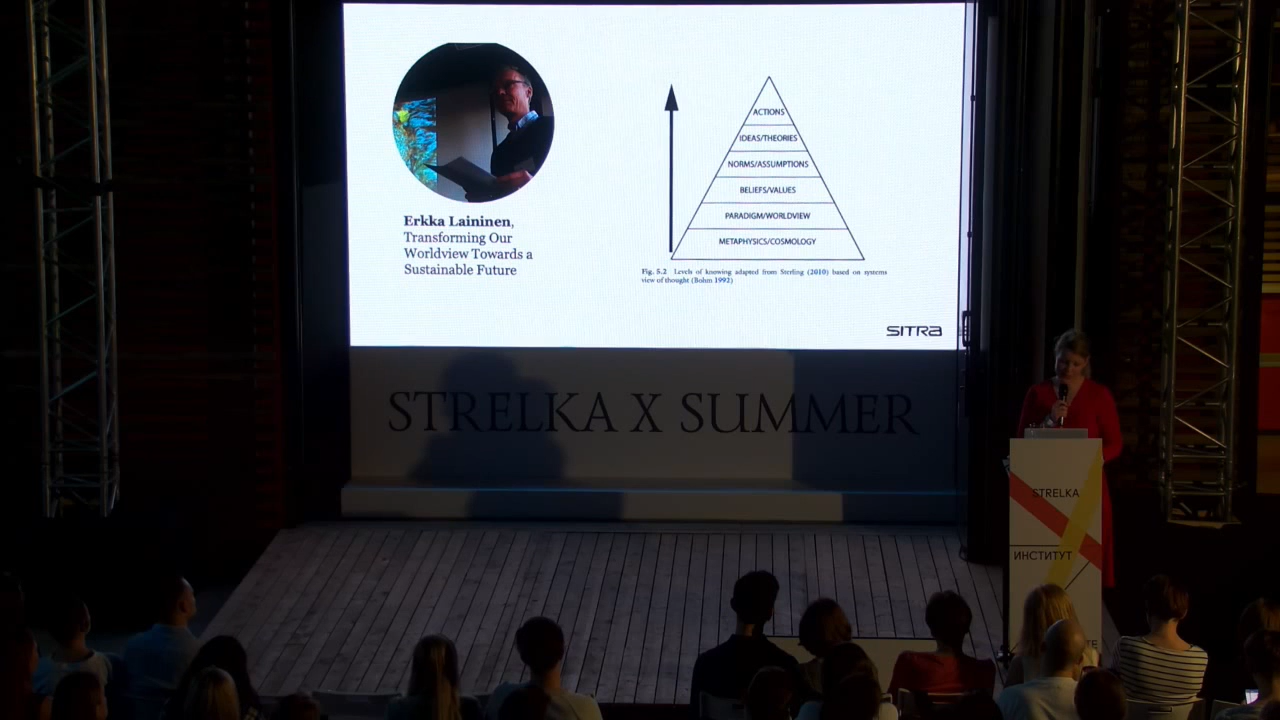 Erkka Laininen,
Transforming Our
Worldview Towards a
Sustainable Future
ACTIONS
IDEAS/THEORIES
NORMS/ASSUMPTIONS
BELIEFS/VALUES
PARADIGM/WORLDVIEW
METAPHYSICS/COSMOLOGY
Fig. 5.2 Levels of knowing adapted from Sterling (2010) based on systems
view of thought (Bohm 1992)
SITRA
STRELKA X SUMMER
STRELKA
ИНСТИТУТ